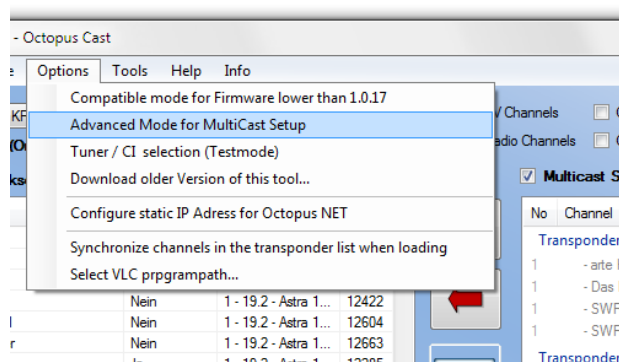 - Octopus Cast
Options Tools Help Info
Compatible mode for Firmware lower than 1.0.17
Advanced Mode for MultiCast Setup
Tuner / CI selection (Testmode)
Download older Version of this tool...
Configure static IP Adress for Octopus NET
Synchronize channels in the transponder list when loading
Select VLC prpgrampath...
Channels
Channels
Multicast S
No Channel
Transponder
1 - arte
1 - Das
1 - SWF
1 - SWF
Transponder
Nein 1 - 19.2 - Astra 1... 12422
Nein 1 - 19.2 - Astra 1... 12604
Nein 1 - 19.2 - Astra 1... 12663